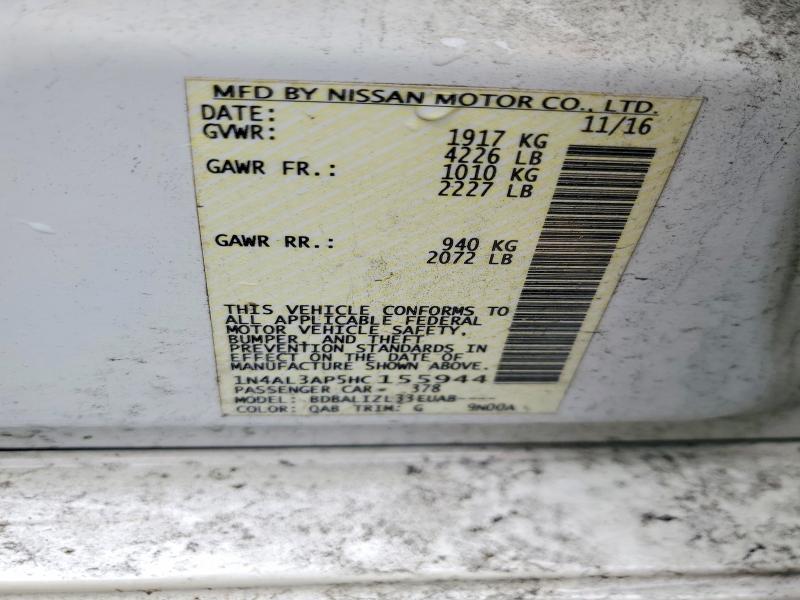 MFD BY NISSAN MOTOR CO., LTD.
DATE: 11/16
GVWR: 1917 KG
4226 LB
GAWR FR.: 1010 KG
2227 LB
GAWR RR.: 940 KG
2072 LB
THIS VEHICLE CONFORMS TO
ALL APPLICABLE FEDERAL
MOTOR VEHICLE SAFETY,
BUMPER, AND THEFT
PREVENTION STANDARDS IN
EFFECT ON THE DATE OF
MANUFACTURE SHOWN ABOVE.
1N4AL3AP5HC155944
PASSENGER CAR 378
MODEL: BDBALIZL33EUAB----
COLOR: QAB TRIM: G 9N00A